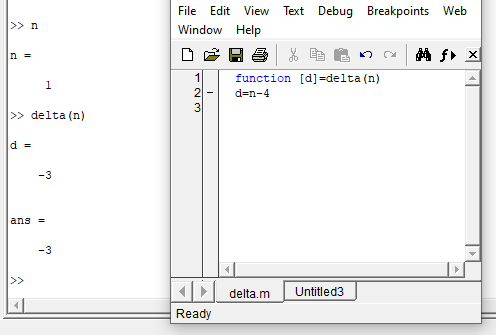 >> n
n =
1
>> delta(n)
d =
-3
ans =
-3
>>
File Edit View Text Debug Breakpoints Web
Window Help
1 function [d]=delta(n)
2 - d=n-4
3
delta.m Untitled3
Ready